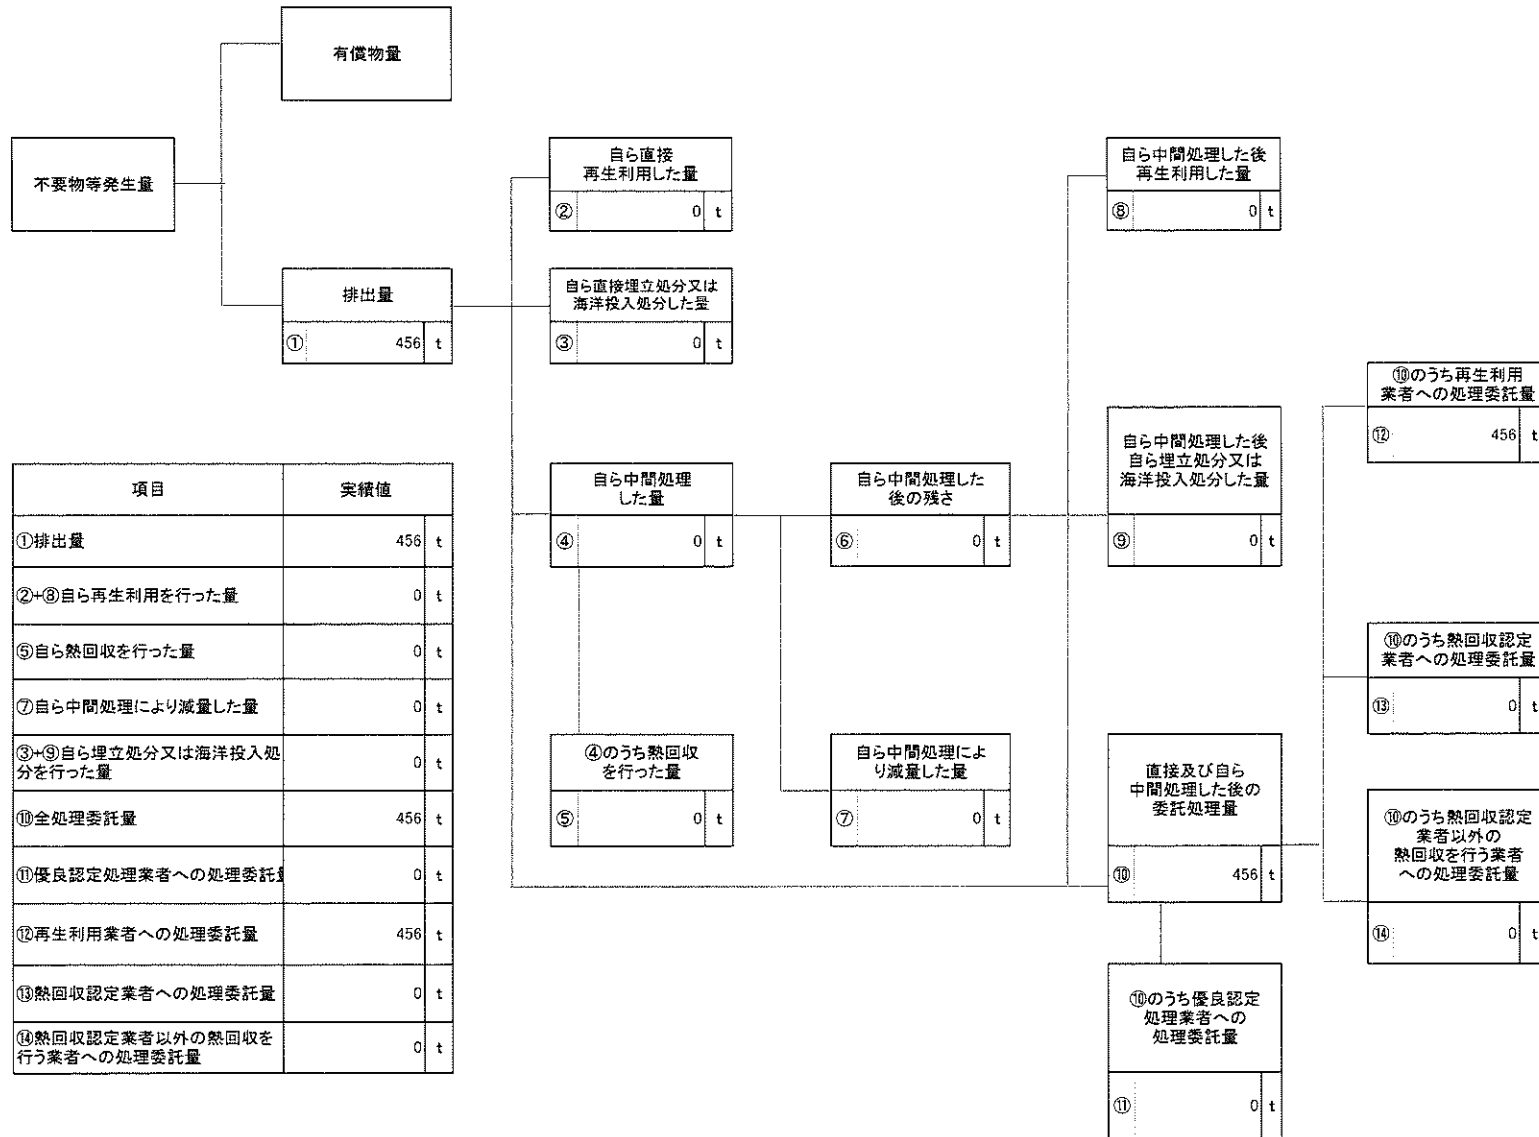 有償物量
不要物等発生量
排出量
① 456 t
自ら直接
再生利用した量
② 0 t
自ら直接埋立処分又は
海洋投入処分した量
③ 0 t
自ら中間処理
した量
④ 0 t
④のうち熱回収
を行った量
⑤ 0 t
自ら中間処理した
後の残さ
⑥ 0 t
自ら中間処理によ
り減量した量
⑦ 0 t
自ら中間処理した後
再生利用した量
⑧ 0 t
自ら中間処理した後
自ら埋立処分又は
海洋投入処分した量
⑨ 0 t
直接及び自ら
中間処理した後の
委託処理量
⑩ 456 t
⑩のうち優良認定
処理業者への
処理委託量
⑪ 0 t
⑩のうち再生利用
業者への処理委託量
⑫ 456 t
⑩のうち熱回収認定
業者への処理委託量
⑬ 0 t
⑩のうち熱回収認定
業者以外の
熱回収を行う業者
への処理委託量
⑭ 0 t
項目 実績値
①排出量 456 t
②+⑧自ら再生利用を行った量 0 t
⑤自ら熱回収を行った量 0 t
⑦自ら中間処理により減量した量 0 t
③+⑨自ら埋立処分又は海洋投入処
分を行った量 0 t
⑩全処理委託量 456 t
⑪優良認定処理業者への処理委託 0 t
⑫再生利用業者への処理委託量 456 t
⑬熱回収認定業者への処理委託量 0 t
⑭熱回収認定業者以外の熱回収を
行う業者への処理委託量 0 t